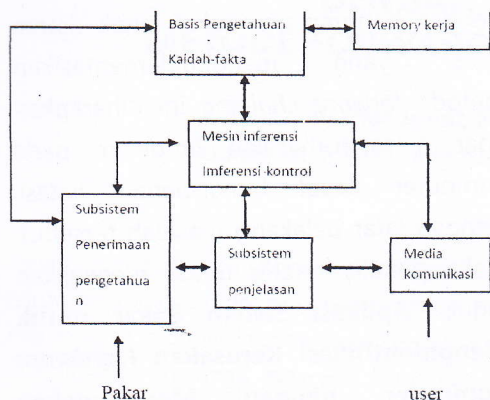 Basis Pengetahuan
Kaidah-fakta
Memory kerja
Mesin inferensi
Imferensi-kontrol
Subsistem
Penerimaan
pengetahua
n
Subsistem
penjelasan
Media
komunikasi
Pakar
user